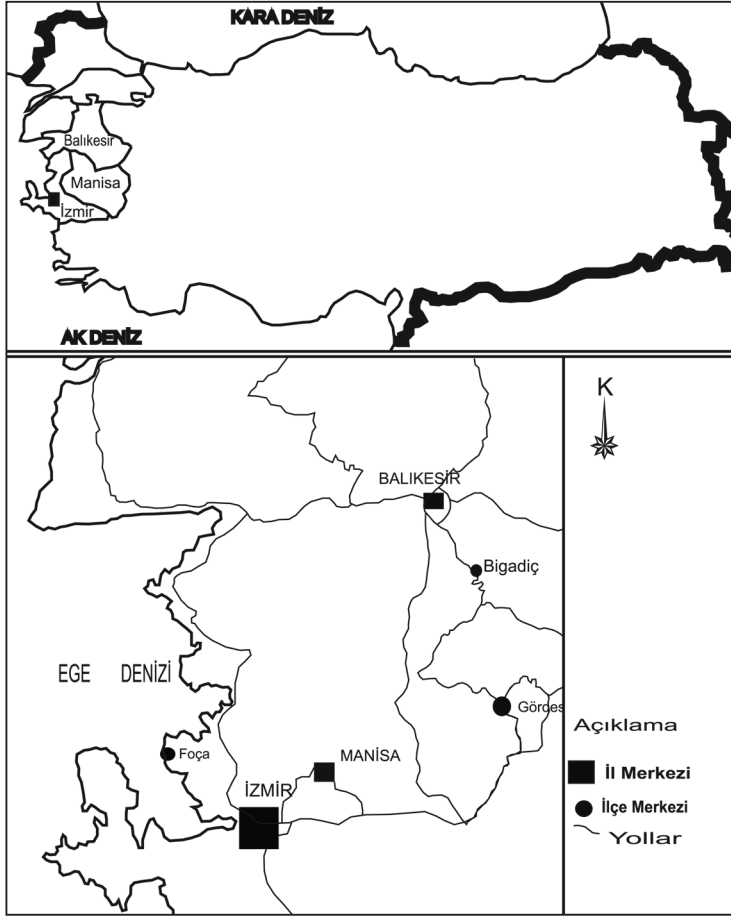 KARA DENİZ
Balıkesir
Manisa
İzmir
AK DENİZ
K
BALIKESİR
Bigadiç
EGE DENİZİ
Gördes
Açıklama
Foça
MANİSA
İl Merkezi
İZMİR
İlçe Merkezi
Yollar